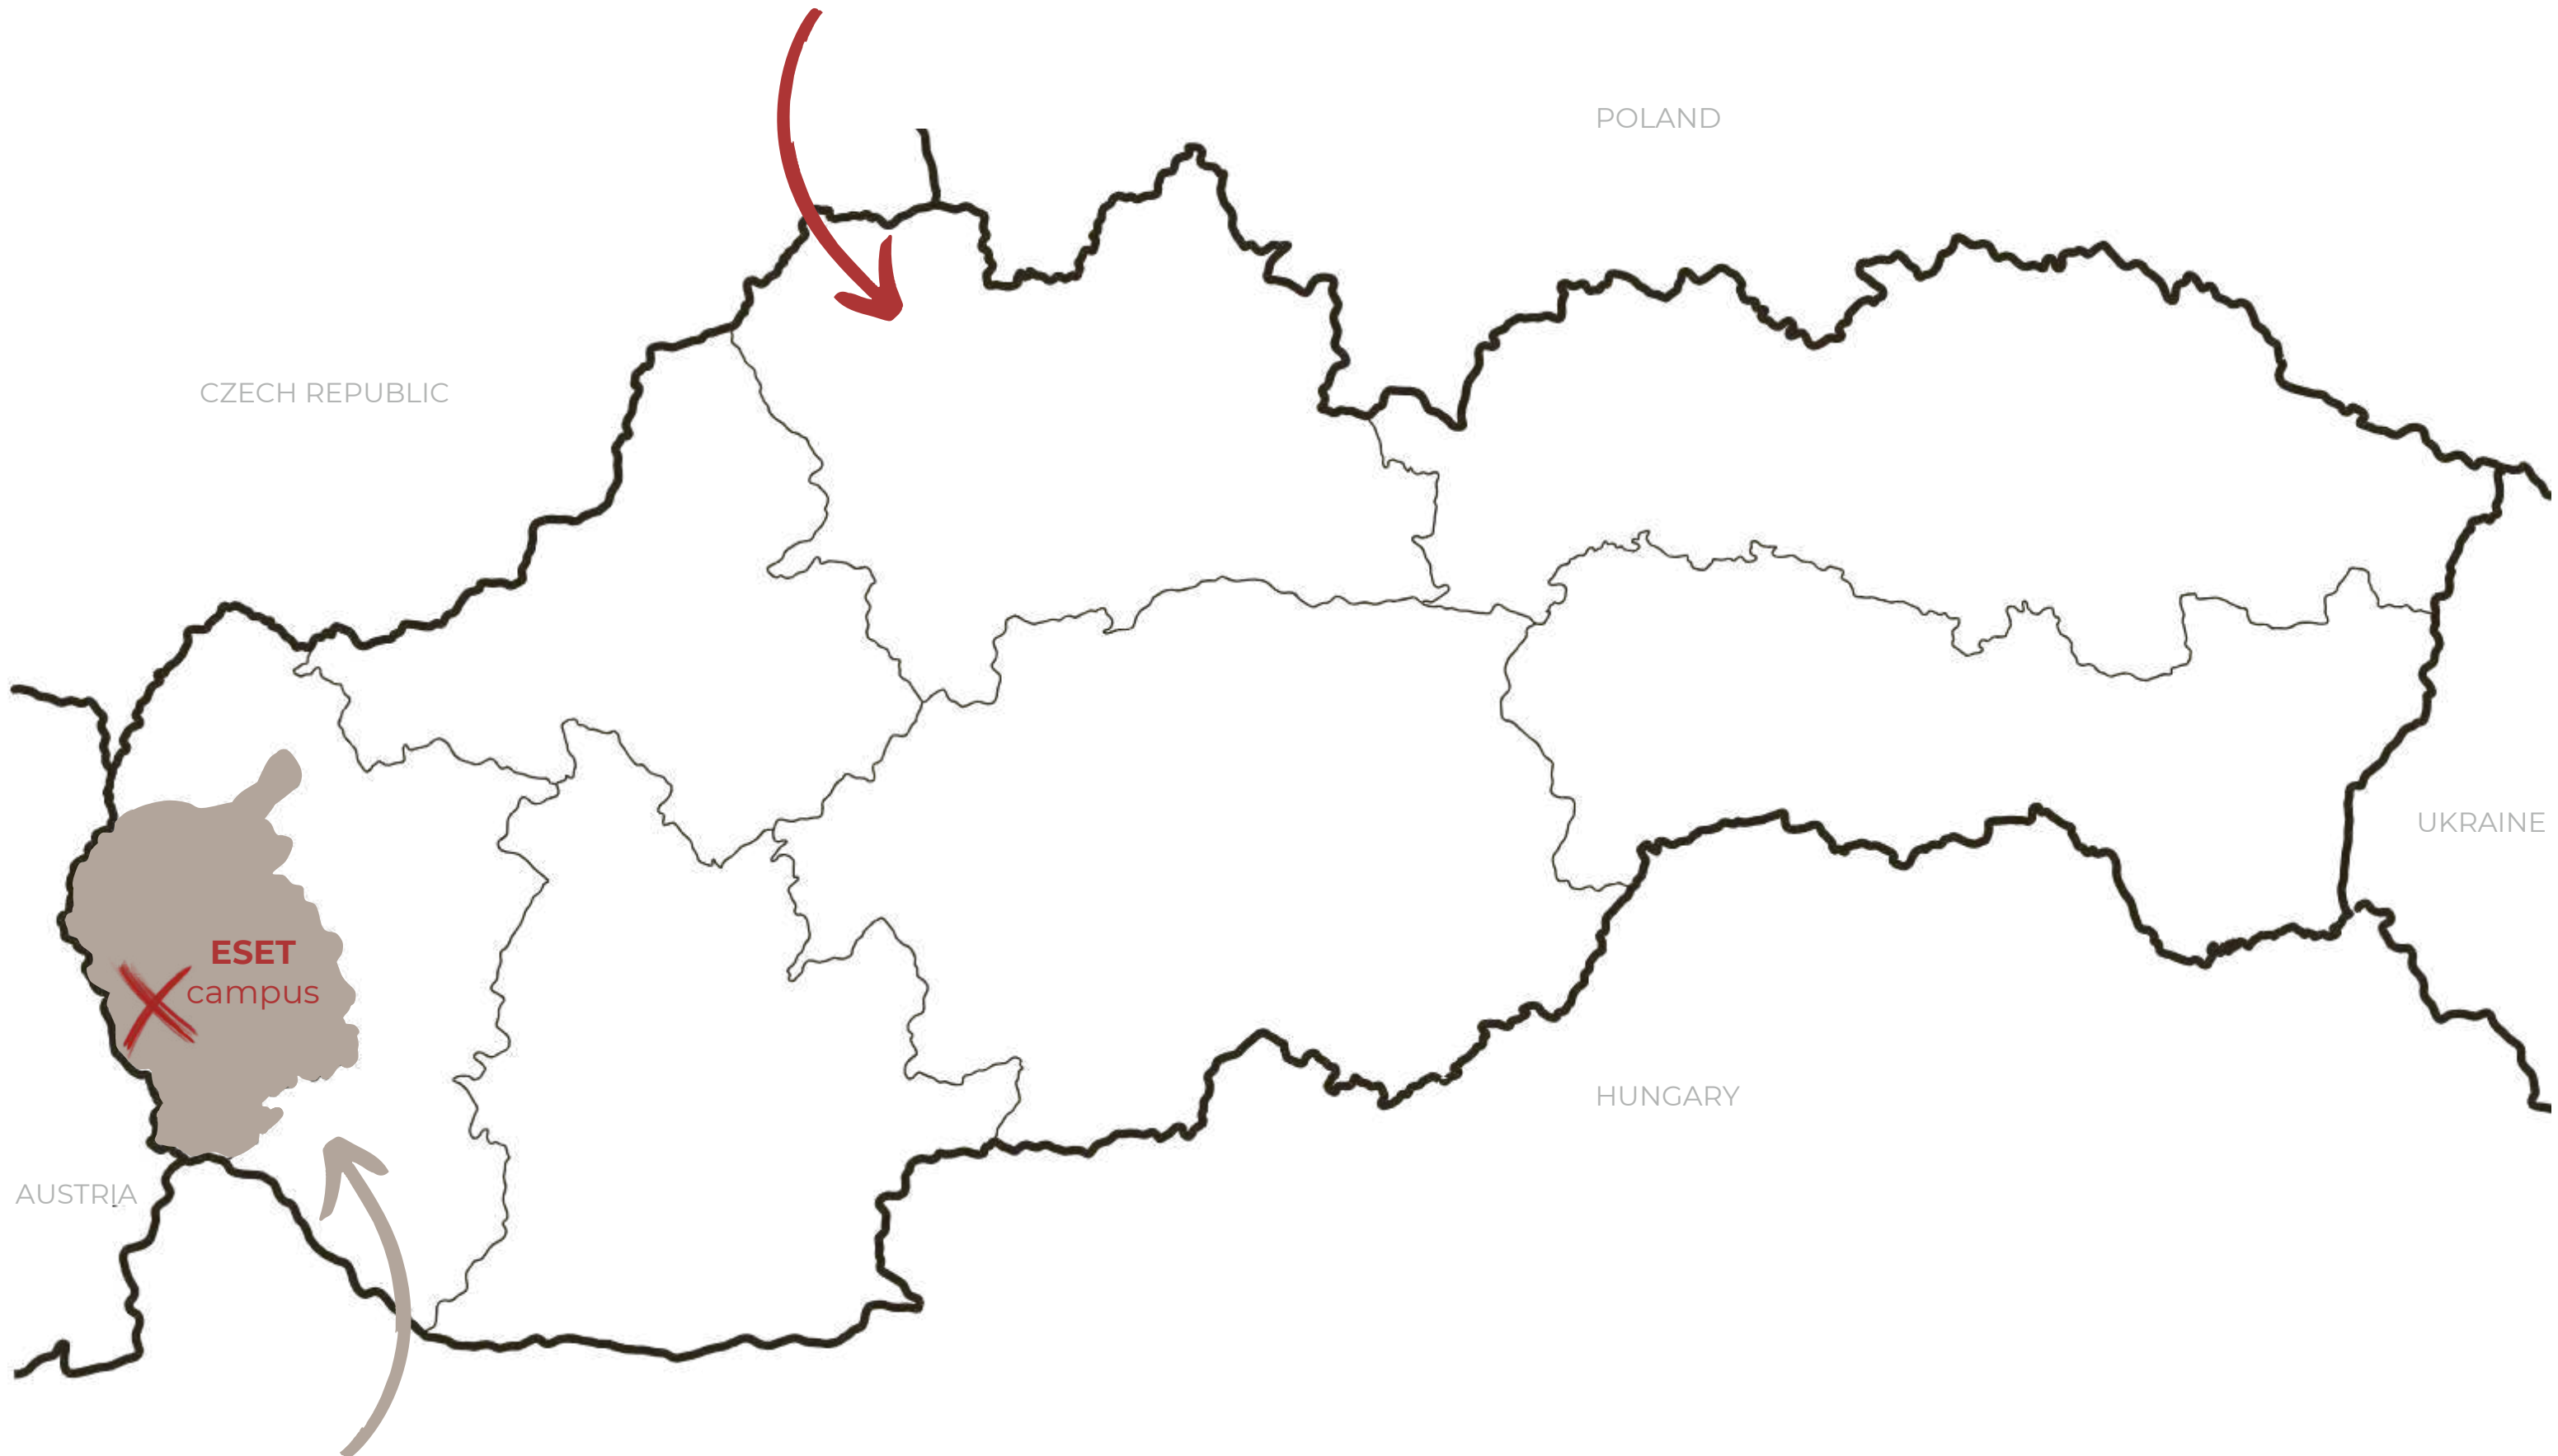 POLAND
CZECH REPUBLIC
UKRAINE
ESET
campus
HUNGARY
AUSTRIA